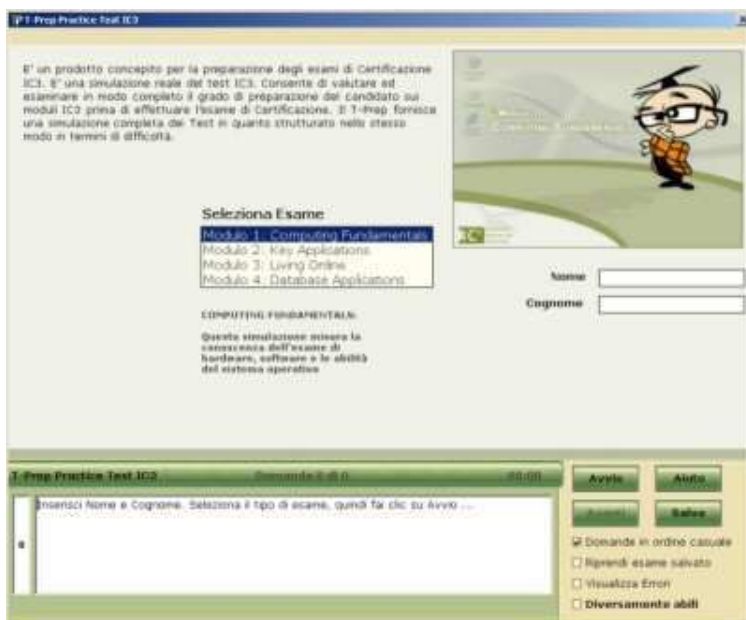 T-Prep Practice Test IC3
E' un prodotto concepito per la preparazione degli esami di Certificazione
IC3. E' una simulazione reale del test IC3. Consente di valutare ed
esaminare in modo completo il grado di preparazione del candidato sui
moduli IC3 prima di effettuare l'esame di Certificazione. Il T-Prep fornisce
una simulazione completa del Test in quanto strutturato nello stesso
modo in termini di difficoltà.
Seleziona Esame
Modulo 1: Computing Fundamentals
Modulo 2: Key Applications
Modulo 3: Living Online
Modulo 4: Database Applications
COMPUTING FUNDAMENTALS:
Questa simulazione misura la
conoscenza dell'esame di
hardware, software e le abilità
del sistema operativo
Nome
Cognome
T-Prep Practice Test IC3
Domanda 0 di 0
00:00
Inserisci Nome e Cognome. Seleziona il tipo di esame, quindi fai clic su Avvio ...
Avvio
Aiuto
Avanti
Salva
Domande in ordine casuale
Riprendi esame salvato
Visualizza Errori
Diversamente abili